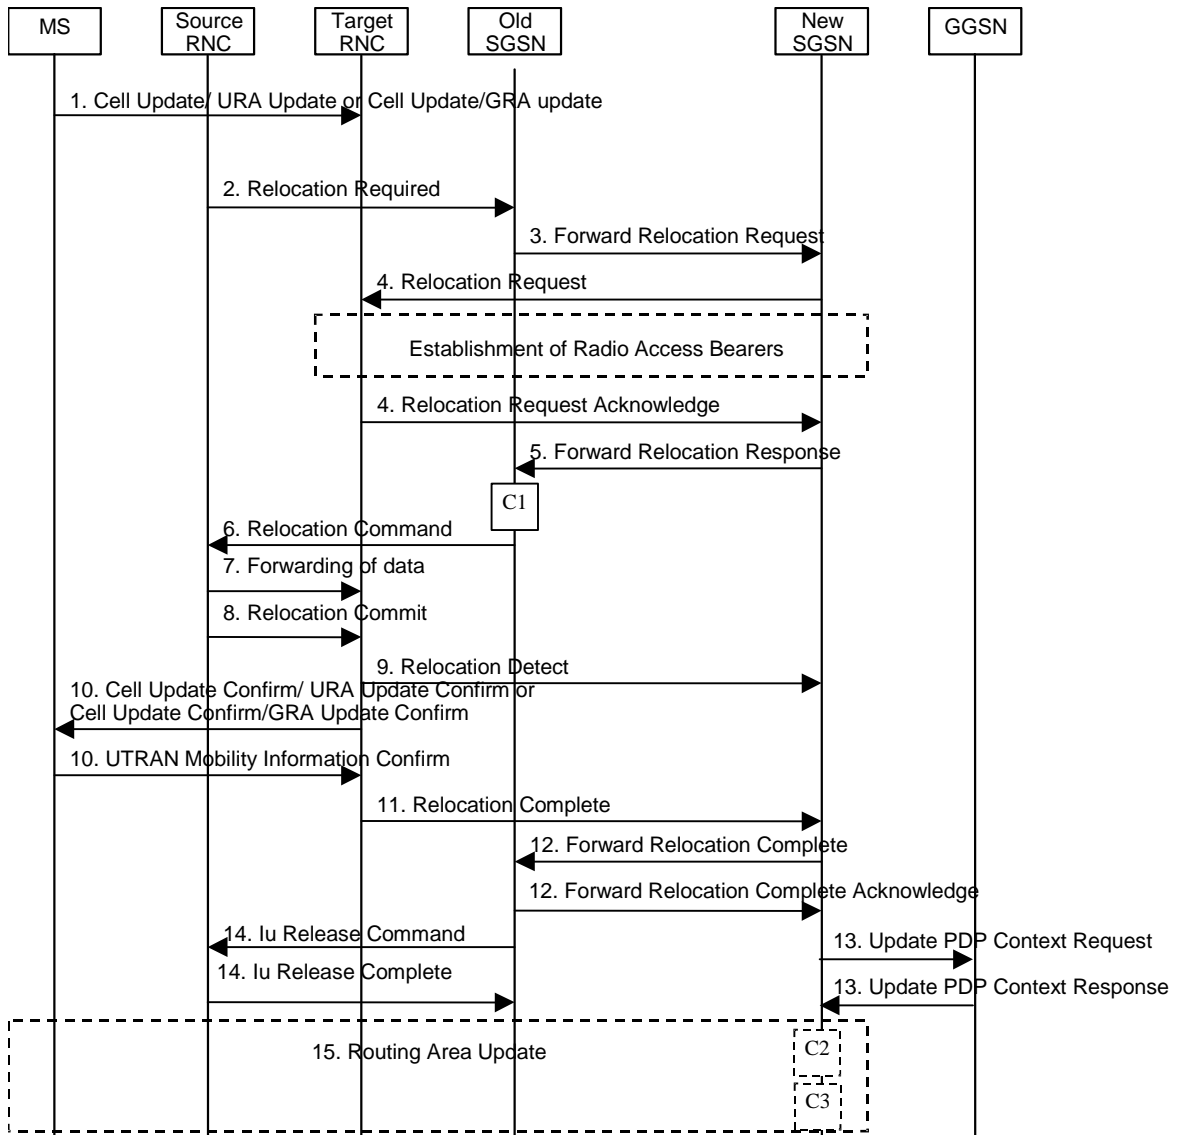 MS
Source
RNC
Target
RNC
Old
SGSN
New
SGSN
GGSN
1. Cell Update/ URA Update or Cell Update/GRA update
2. Relocation Required
3. Forward Relocation Request
4. Relocation Request
Establishment of Radio Access Bearers
4. Relocation Request Acknowledge
5. Forward Relocation Response
C1
6. Relocation Command
7. Forwarding of data
8. Relocation Commit
9. Relocation Detect
10. Cell Update Confirm/ URA Update Confirm or
Cell Update Confirm/GRA Update Confirm
10. UTRAN Mobility Information Confirm
11. Relocation Complete
12. Forward Relocation Complete
12. Forward Relocation Complete Acknowledge
14. Iu Release Command
13. Update PDP Context Request
14. Iu Release Complete
13. Update PDP Context Response
15. Routing Area Update
C2
C3